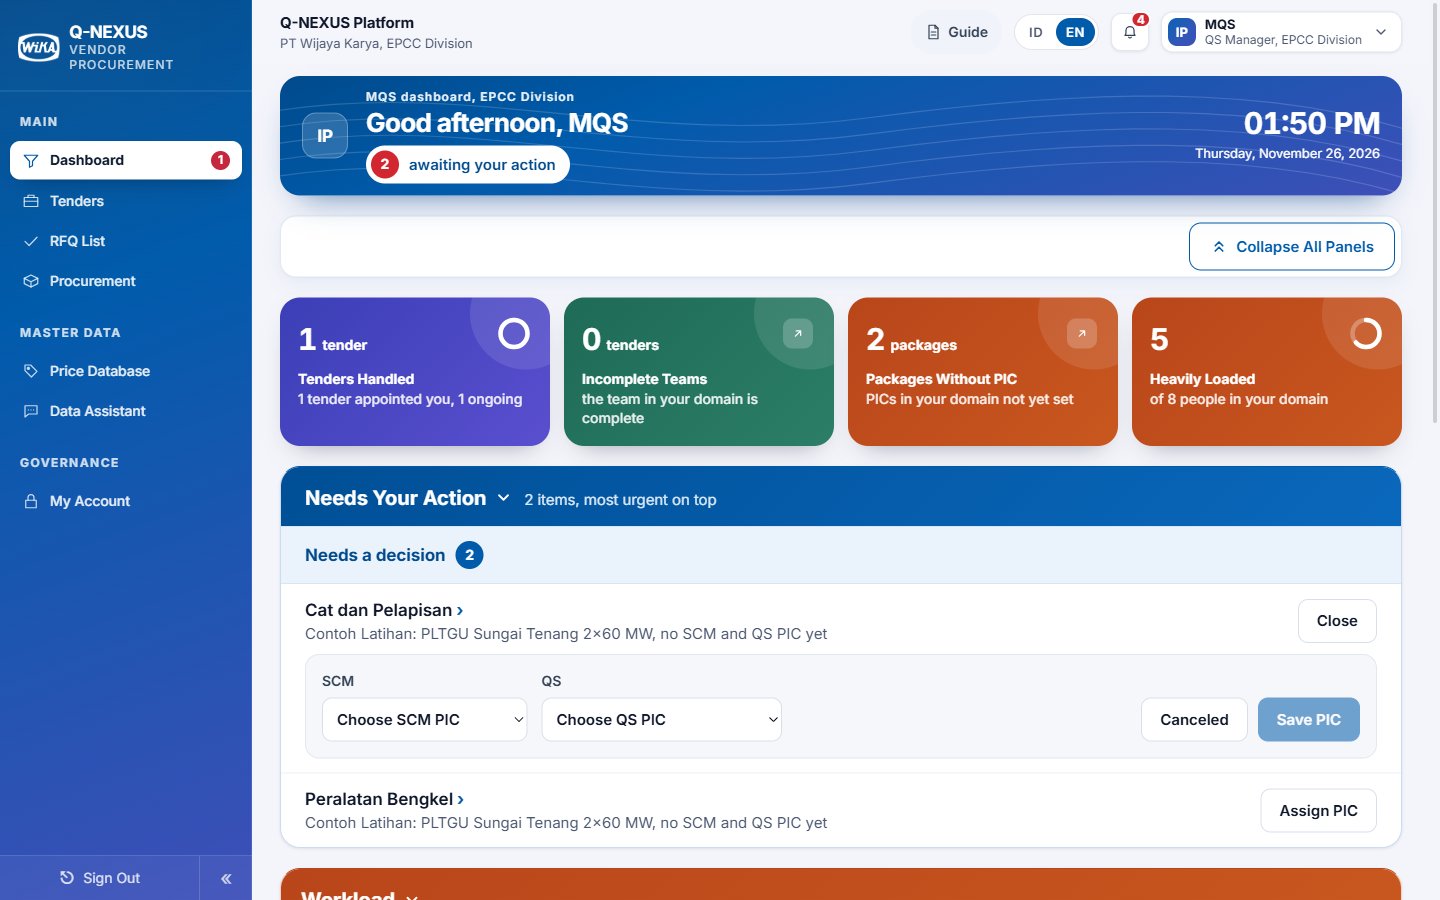 WIKA
Q-NEXUS
VENDOR
PROCUREMENT
MAIN
Dashboard 1
Tenders
RFQ List
Procurement
MASTER DATA
Price Database
Data Assistant
GOVERNANCE
My Account
Sign Out
Q-NEXUS Platform
PT Wijaya Karya, EPCC Division
Guide
ID EN
4
IP
MQS
QS Manager, EPCC Division
IP
MQS dashboard, EPCC Division
Good afternoon, MQS
2 awaiting your action
01:50 PM
Thursday, November 26, 2026
Collapse All Panels
1 tender
Tenders Handled
1 tender appointed you, 1 ongoing
0 tenders
Incomplete Teams
the team in your domain is
complete
2 packages
Packages Without PIC
PICs in your domain not yet set
5
Heavily Loaded
of 8 people in your domain
Needs Your Action 2 items, most urgent on top
Needs a decision 2
Cat dan Pelapisan ›
Contoh Latihan: PLTGU Sungai Tenang 2×60 MW, no SCM and QS PIC yet
Close
SCM QS
Choose SCM PIC Choose QS PIC Canceled Save PIC
Peralatan Bengkel ›
Contoh Latihan: PLTGU Sungai Tenang 2×60 MW, no SCM and QS PIC yet
Assign PIC
Workload